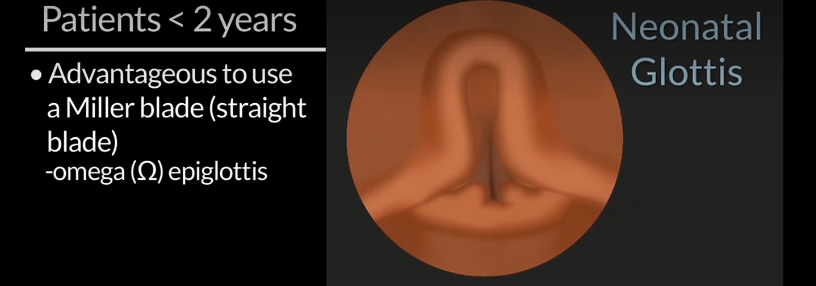 Patients < 2 years
• Advantageous to use
a Miller blade (straight
blade)
-omega (Ω) epiglottis
Neonatal
Glottis